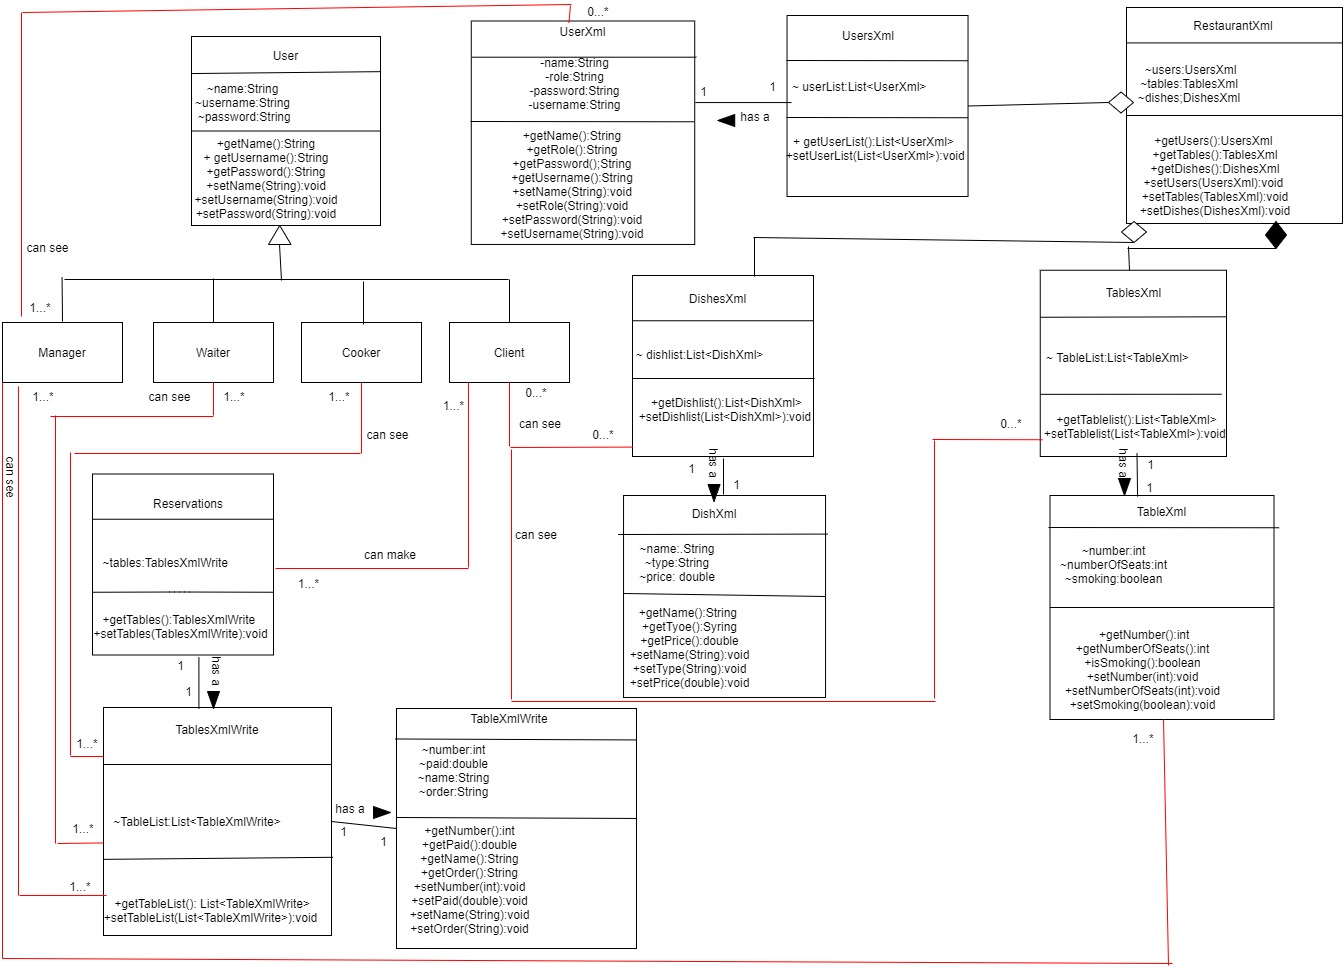 0...*
User
~name:String
~username:String
~password:String
+getName():String
+ getUsername():String
+getPassword():String
+setName(String):void
+setUsername(String):void
+setPassword(String):void
UserXml
-name:String
-role:String
-password:String
-username:String
+getName():String
+getRole():String
+getPassword();String
+getUsername():String
+setName(String):void
+setRole(String):void
+setPassword(String):void
+setUsername(String):void
1
1
has a
UsersXml
~ userList:List<UserXml>
+ getUserList():List<UserXml>
+setUserList(List<UserXml>):void
RestaurantXml
~users:UsersXml
~tables:TablesXml
~dishes;DishesXml
+getUsers():UsersXml
+getTables():TablesXml
+getDishes():DishesXml
+setUsers(UsersXml):void
+setTables(TablesXml):void
+setDishes(DishesXml):void
can see
1...*
Manager
Waiter
Cooker
Client
1...*
can see
1...*
1...*
can see
1...*
0...*
can see
0...*
can see
DishesXml
~ dishlist:List<DishXml>
+getDishlist():List<DishXml>
+setDishlist(List<DishXml>):void
has a
1
1
TablesXml
~ TableList:List<TableXml>
+getTablelist():List<TableXml>
+setTablelist(List<TableXml>):void
0...*
has a
1
1
can see
Reservations
~tables:TablesXmlWrite
.....
+getTables():TablesXmlWrite
+setTables(TablesXmlWrite):void
can make
1...*
1
has a
1
DishXml
~name:.String
~type:String
~price: double
+getName():String
+getTyoe():Syring
+getPrice():double
+setName(String):void
+setType(String):void
+setPrice(double):void
TableXml
~number:int
~numberOfSeats:int
~smoking:boolean
+getNumber():int
+getNumberOfSeats():int
+isSmoking():boolean
+setNumber(int):void
+setNumberOfSeats(int):void
+setSmoking(boolean):void
1...*
1...*
1...*
1...*
TablesXmlWrite
~TableList:List<TableXmlWrite>
+getTableList(): List<TableXmlWrite>
+setTableList(List<TableXmlWrite>):void
has a
1
1
TableXmlWrite
~number:int
~paid:double
~name:String
~order:String
+getNumber():int
+getPaid():double
+getName():String
+getOrder():String
+setNumber(int):void
+setPaid(double):void
+setName(String):void
+setOrder(String):void